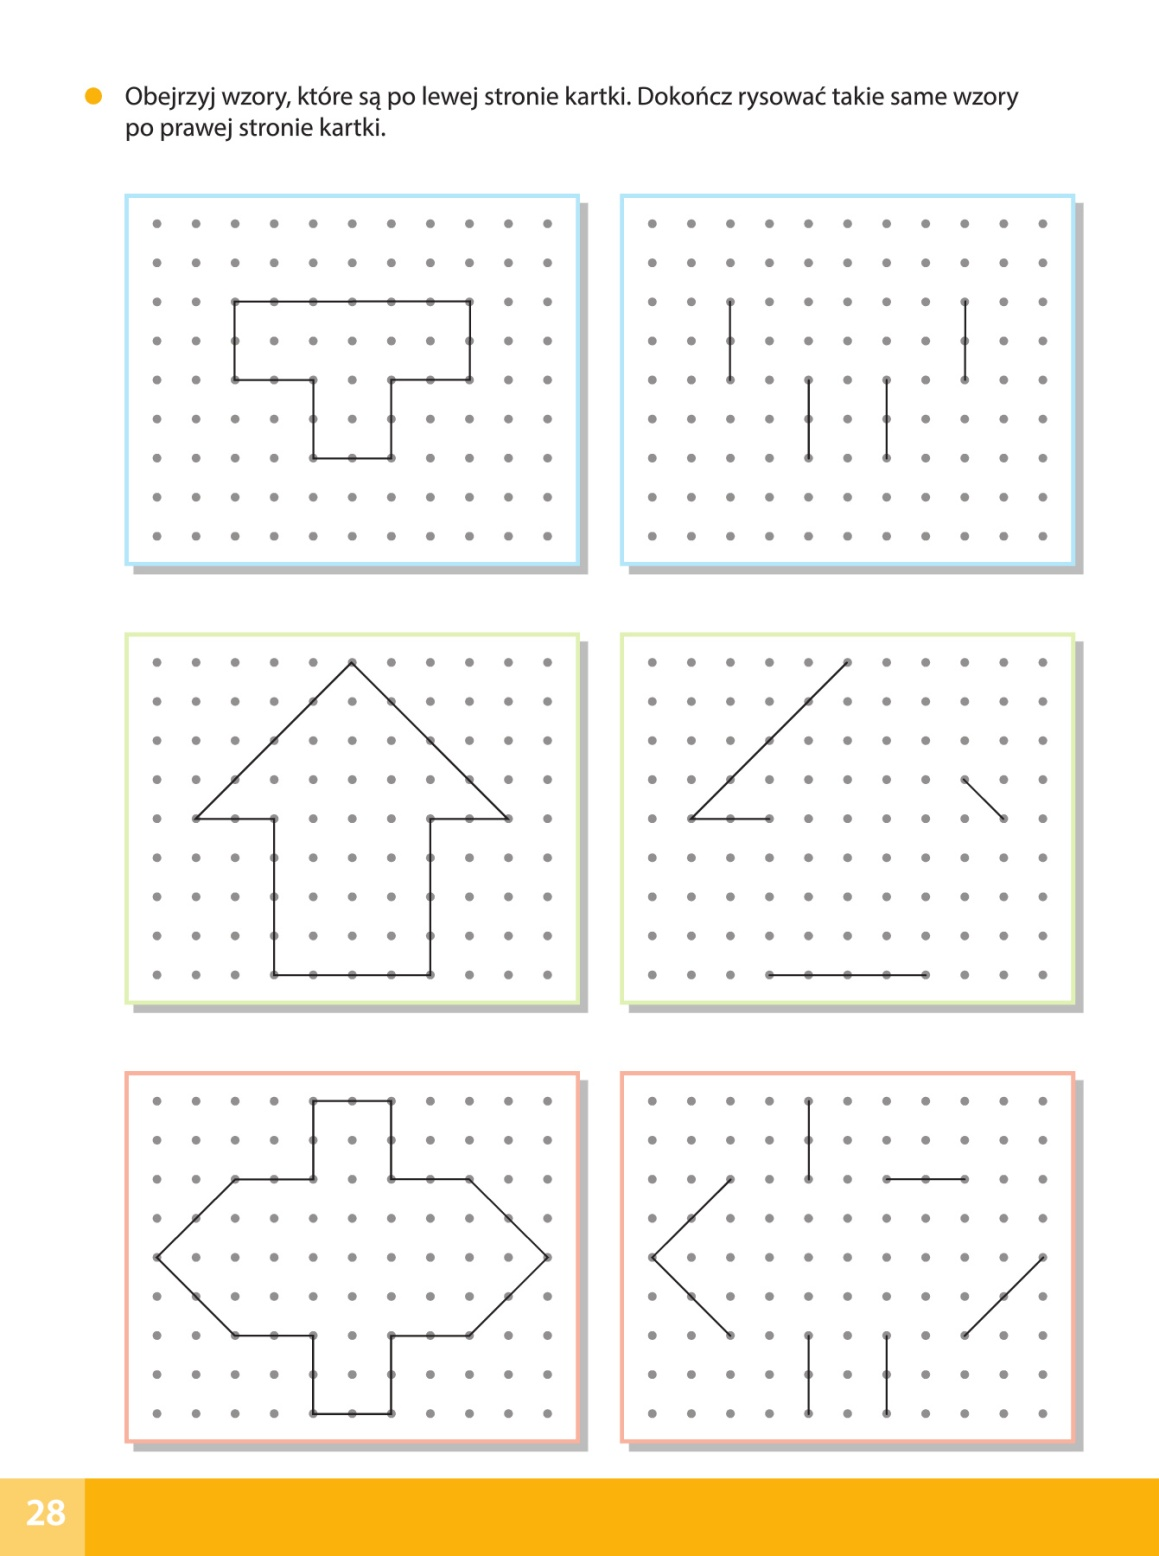 Obejrzyj wzory, które są po lewej stronie kartki. Dokończ rysować takie same wzory
po prawej stronie kartki.
28